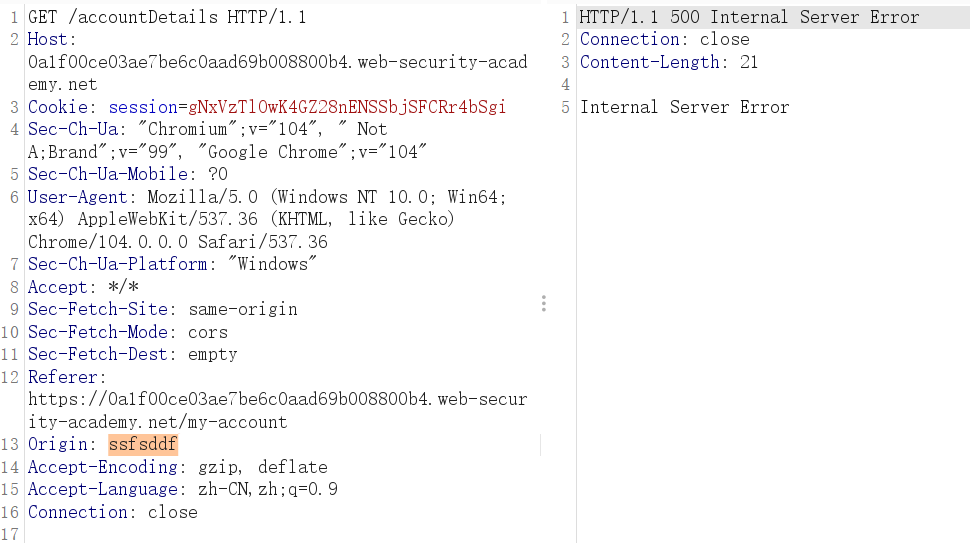 1 GET /accountDetails HTTP/1.1
2 Host:
0a1f00ce03ae7be6c0aad69b008800b4.web-security-acad
emy.net
3 Cookie: session=gNxVzTlOwK4GZ28nENSSbjSFCRr4bSgi
4 Sec-Ch-Ua: "Chromium";v="104", " Not
A;Brand";v="99", "Google Chrome";v="104"
5 Sec-Ch-Ua-Mobile: ?0
6 User-Agent: Mozilla/5.0 (Windows NT 10.0; Win64;
x64) AppleWebKit/537.36 (KHTML, like Gecko)
Chrome/104.0.0.0 Safari/537.36
7 Sec-Ch-Ua-Platform: "Windows"
8 Accept: */*
9 Sec-Fetch-Site: same-origin
10 Sec-Fetch-Mode: cors
11 Sec-Fetch-Dest: empty
12 Referer:
https://0a1f00ce03ae7be6c0aad69b008800b4.web-secur
ity-academy.net/my-account
13 Origin: ssfsddf
14 Accept-Encoding: gzip, deflate
15 Accept-Language: zh-CN,zh;q=0.9
16 Connection: close
17
1 HTTP/1.1 500 Internal Server Error
2 Connection: close
3 Content-Length: 21
4
5 Internal Server Error